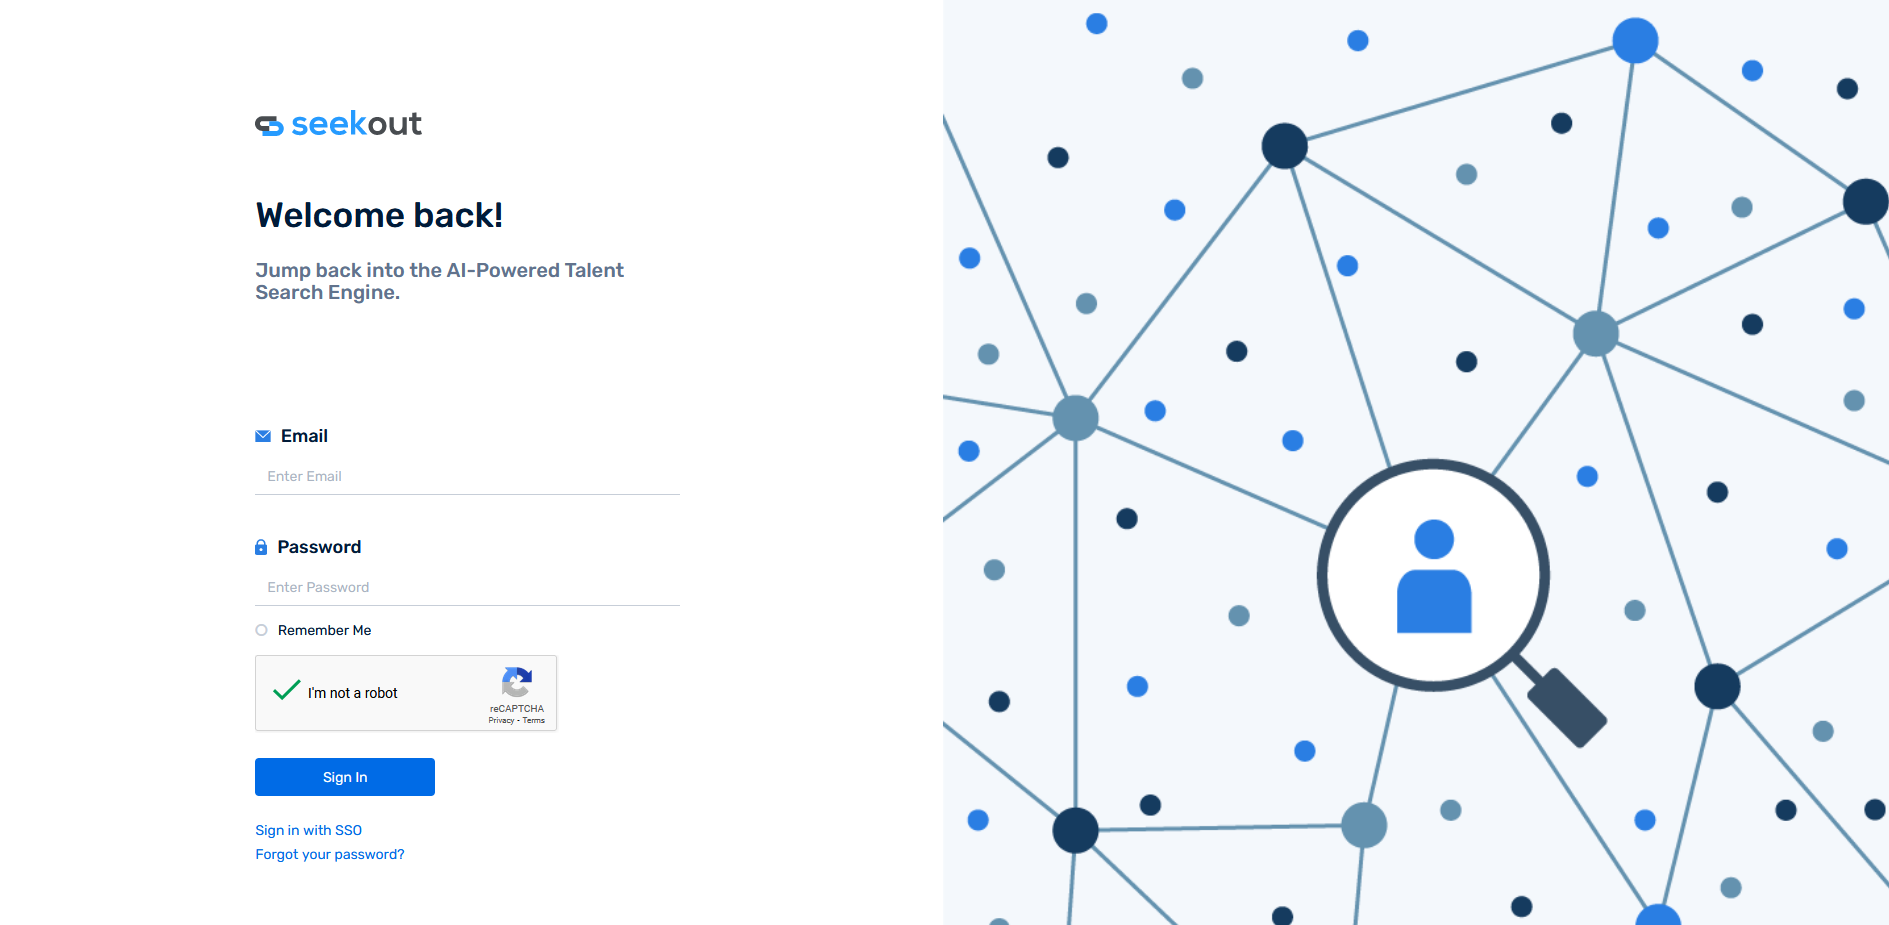 seekout
Welcome back!
Jump back into the AI-Powered Talent
Search Engine.
Email
Enter Email
Password
Enter Password
Remember Me
I'm not a robot
reCAPTCHA
Privacy - Terms
Sign In
Sign in with SSO
Forgot your password?